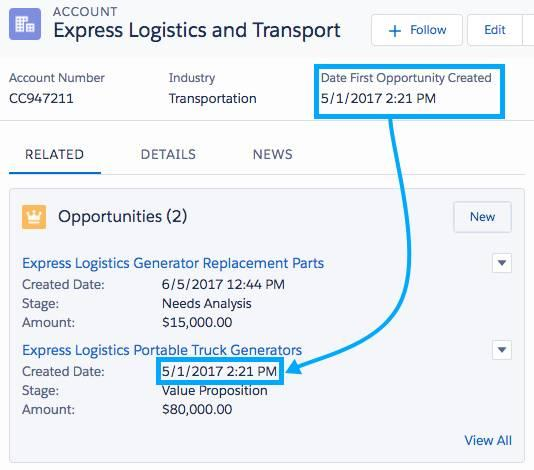 ACCOUNT
Express Logistics and Transport
+ Follow
Edit
Account Number
Industry
Date First Opportunity Created
CC947211
Transportation
5/1/2017 2:21 PM
RELATED
DETAILS
NEWS
Opportunities (2)
New
Express Logistics Generator Replacement Parts
Created Date: 6/5/2017 12:44 PM
Stage: Needs Analysis
Amount: $15,000.00
Express Logistics Portable Truck Generators
Created Date: 5/1/2017 2:21 PM
Stage: Value Proposition
Amount: $80,000.00
View All